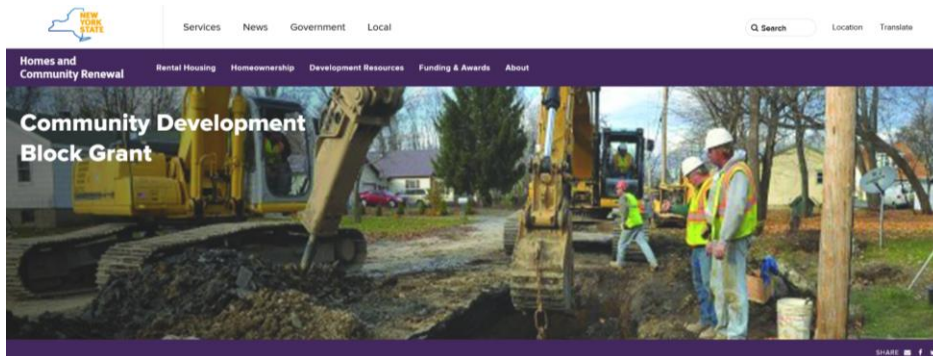 NEW
YORK
STATE
Services News Government Local
Search Location Translate
Homes and
Community Renewal
Rental Housing Homeownership Development Resources Funding & Awards About
Community Development
Block Grant
SHARE